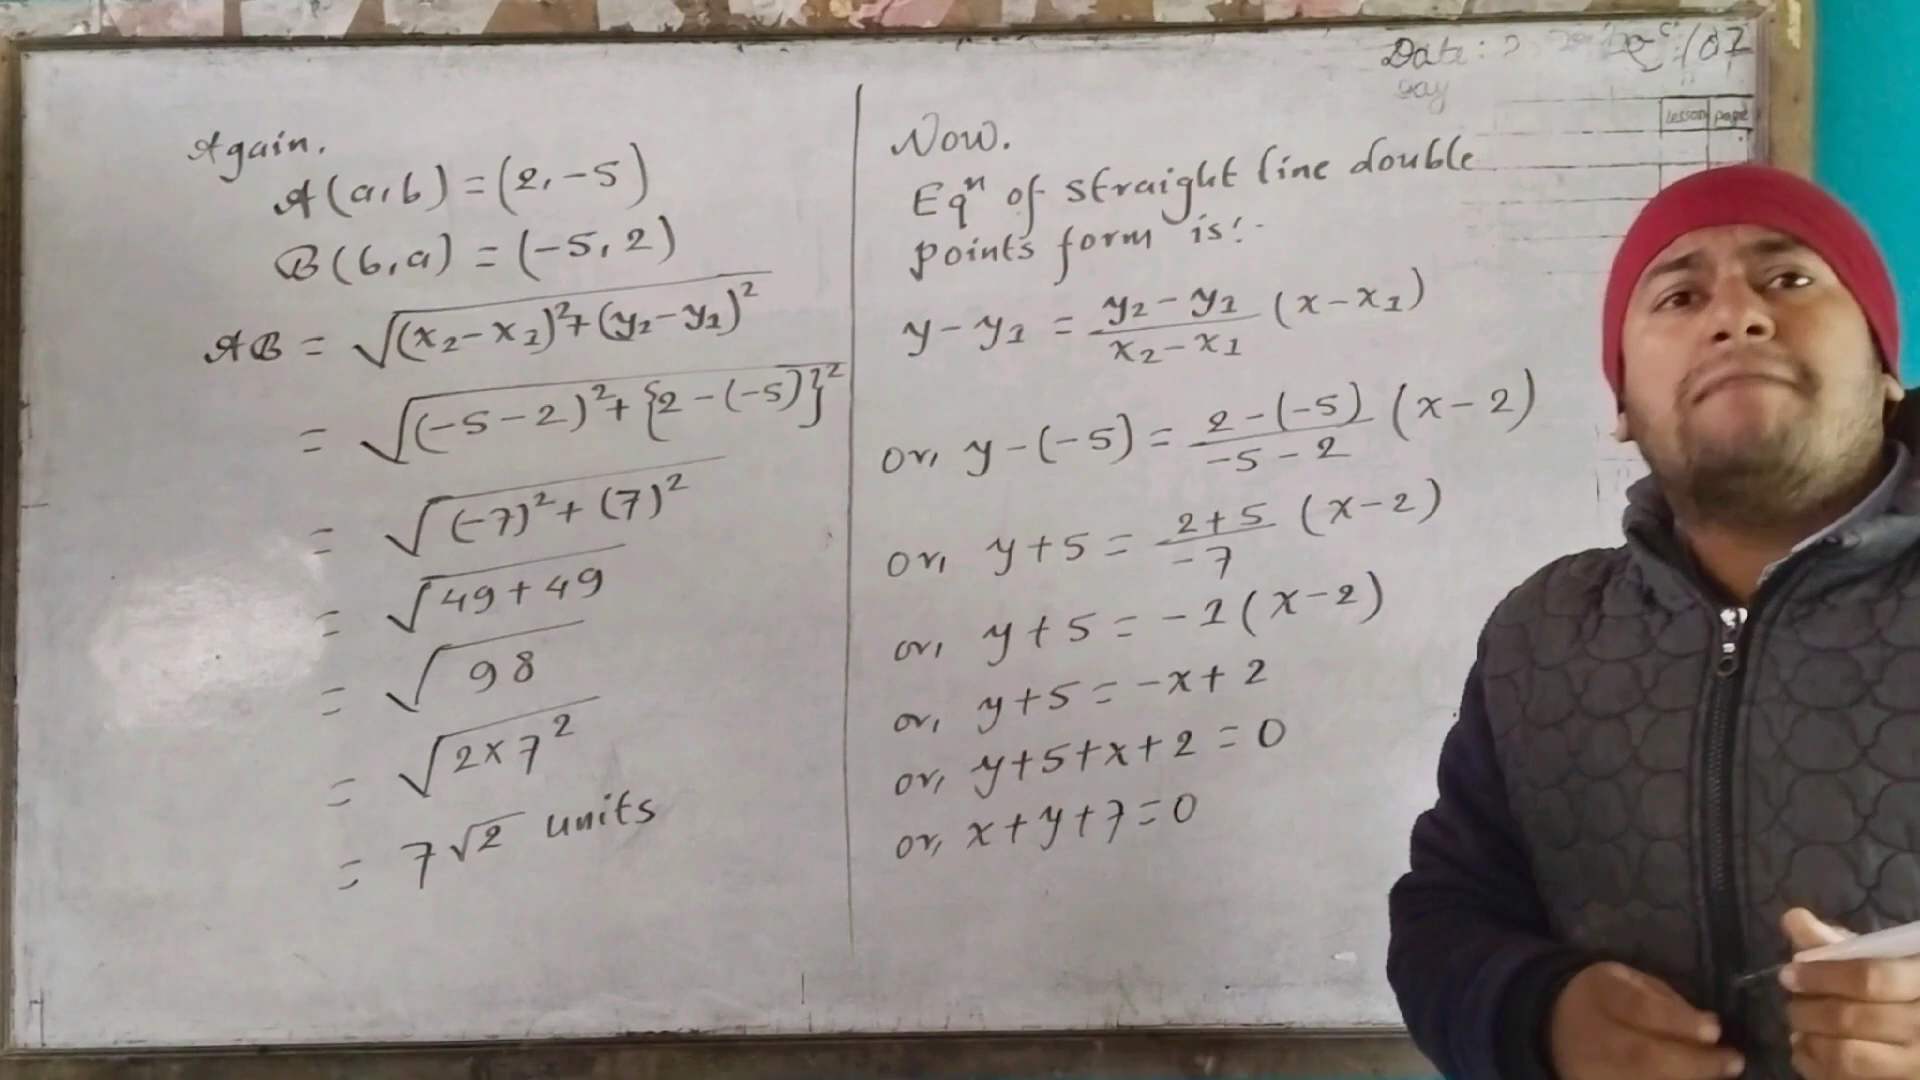 Again.
A(a,b) = (2,-5)
B(b,a) = (-5,2)
AB = √(x₂-x₁)²+(y₂-y₁)²
= √(-5-2)²+{2-(-5)}²
= √(-7)²+(7)²
= √49+49
= √98
= √2×7²
= 7√2 units
Now.
Eqⁿ of straight line double
points form is:-
y-y₁ = y₂-y₁/x₂-x₁ (x-x₁)
or, y-(-5) = 2-(-5)/-5-2 (x-2)
or, y+5 = 2+5/-7 (x-2)
or, y+5 = -1(x-2)
or, y+5 = -x+2
or, y+5+x+2 = 0
or, x+y+7=0
Date:
say
lesson page